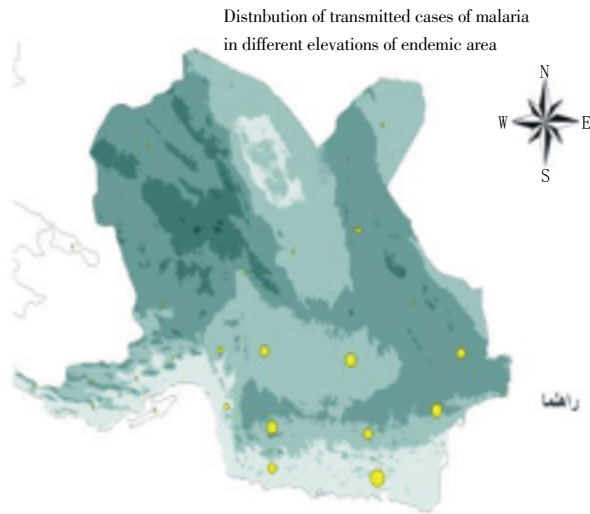 Distnbution of transmitted cases of malaria
in different elevations of endemic area
N
W E
S
راهنما